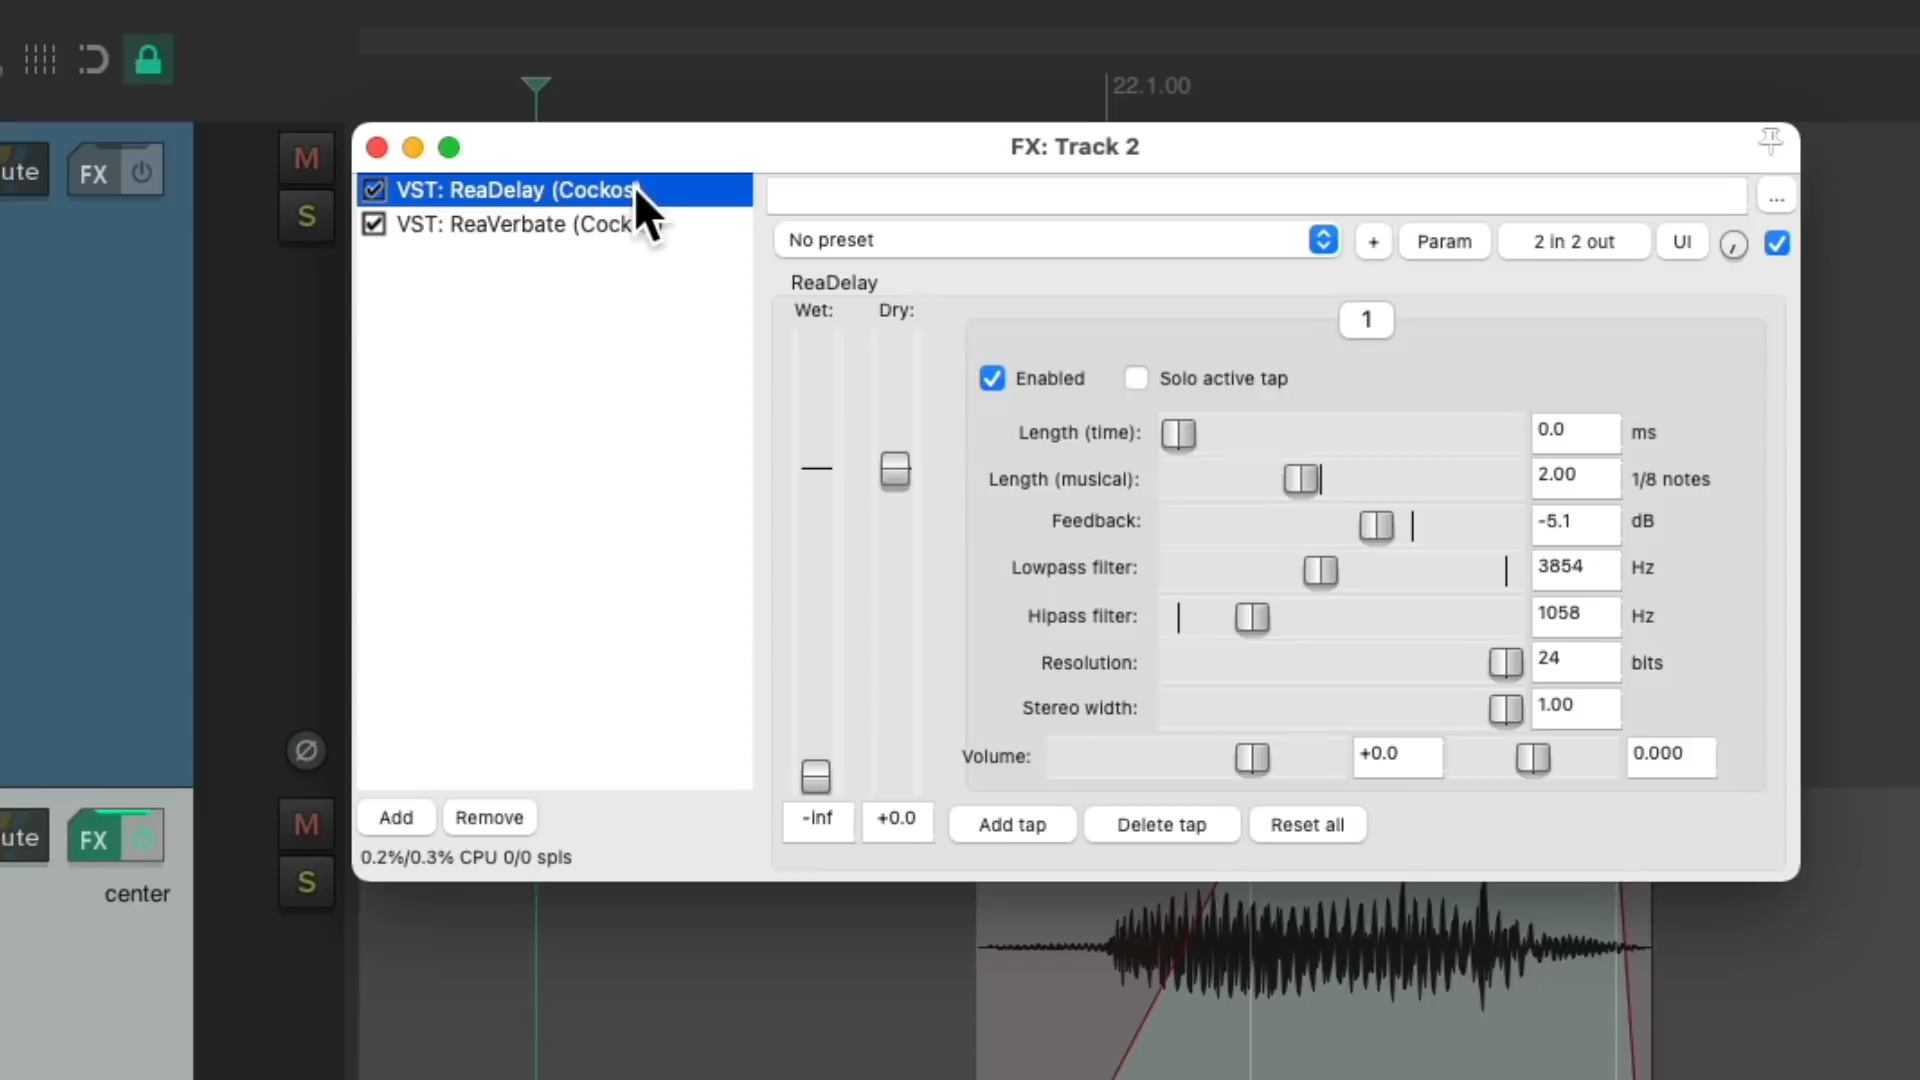 22.1.00
ute
FX
M
S
FX: Track 2
VST: ReaDelay (Cockos)
VST: ReaVerbate (Cock
...
No preset
+
Param
2 in 2 out
UI
ReaDelay
Wet:
Dry:
1
Enabled
Solo active tap
Length (time):
0.0
ms
Length (musical):
2.00
1/8 notes
Feedback:
-5.1
dB
Lowpass filter:
3854
Hz
Hipass filter:
1058
Hz
Resolution:
24
bits
Stereo width:
1.00
Volume:
+0.0
0.000
-inf
+0.0
Add tap
Delete tap
Reset all
Add
Remove
0.2%/0.3% CPU 0/0 spls
ute
FX
M
S
center